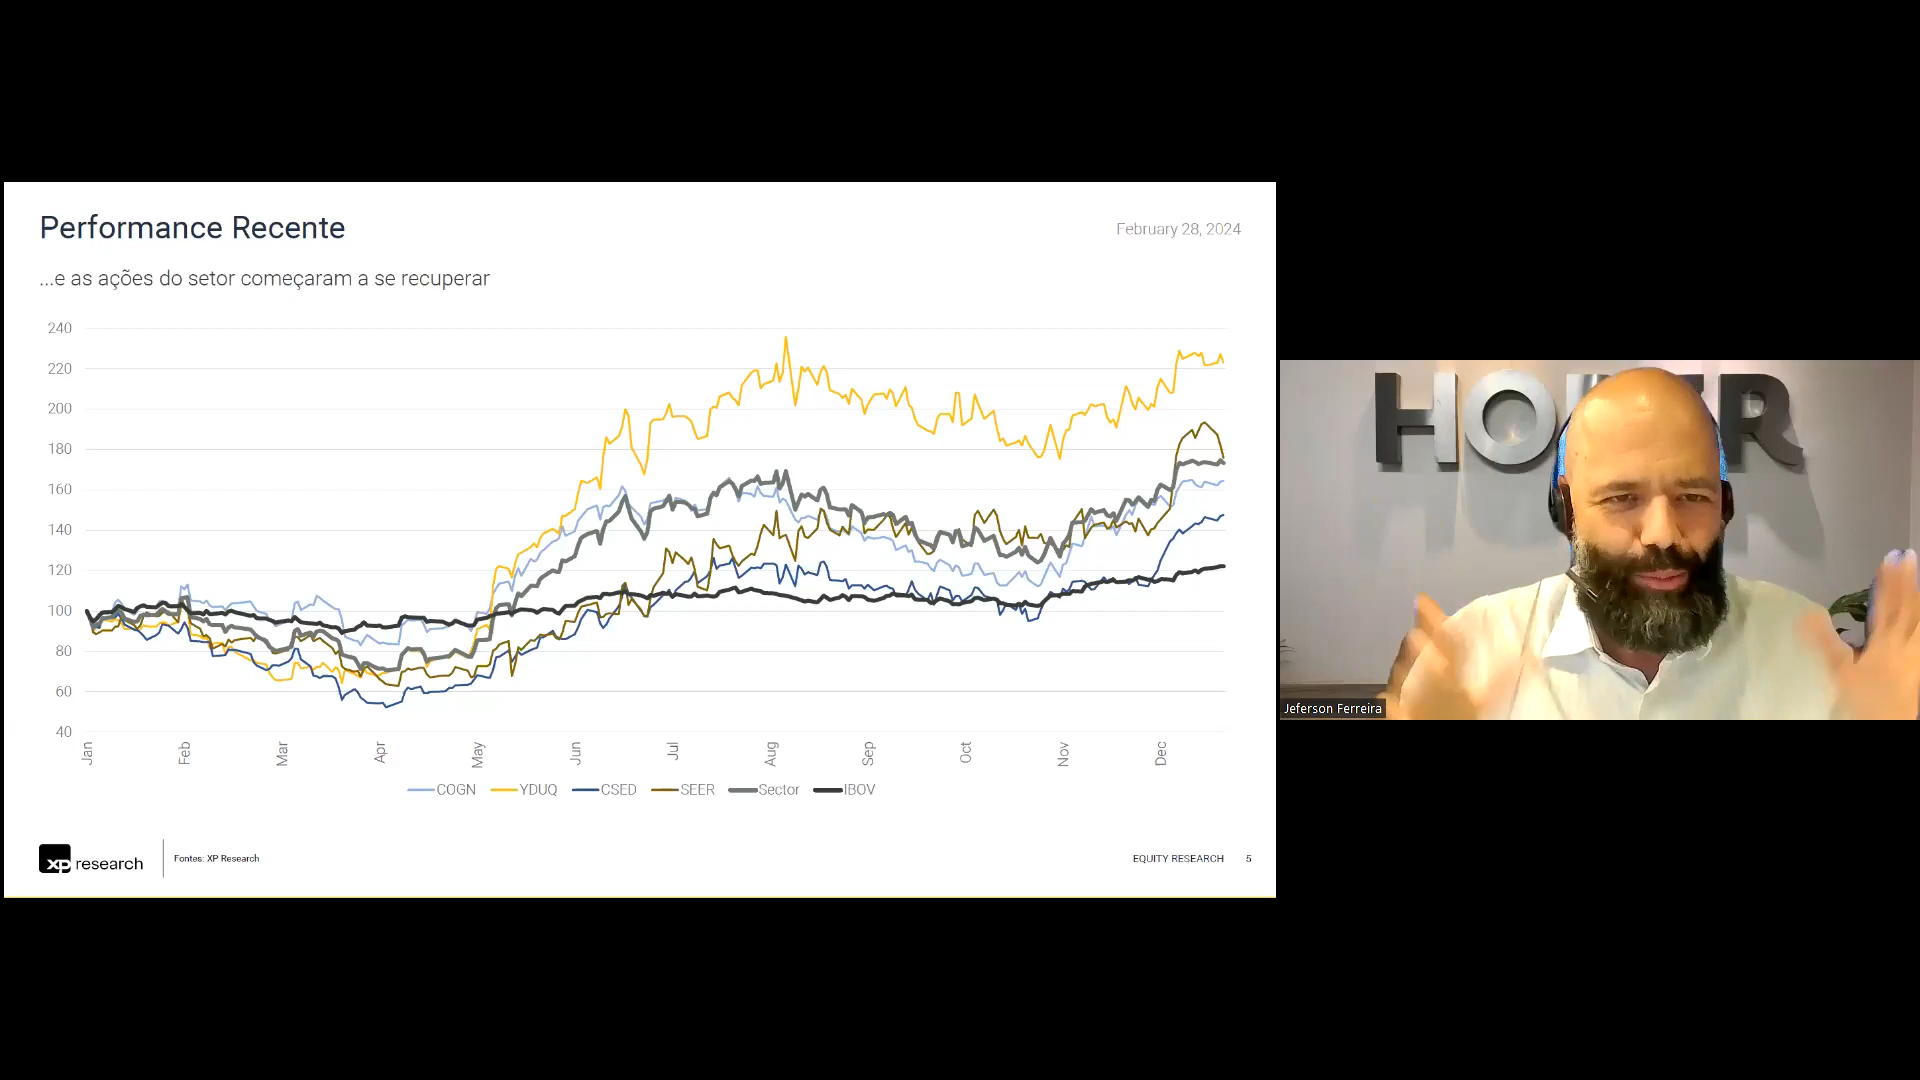 Performance Recente
February 28, 2024
...e as ações do setor começaram a se recuperar
240
220
200
180
160
140
120
100
80
60
40
Jan
Feb
Mar
Apr
May
Jun
Jul
Aug
Sep
Oct
Nov
Dec
COGN YDUQ CSED SEER Sector IBOV
xp research
Fontes: XP Research
EQUITY RESEARCH 5
Jeferson Ferreira